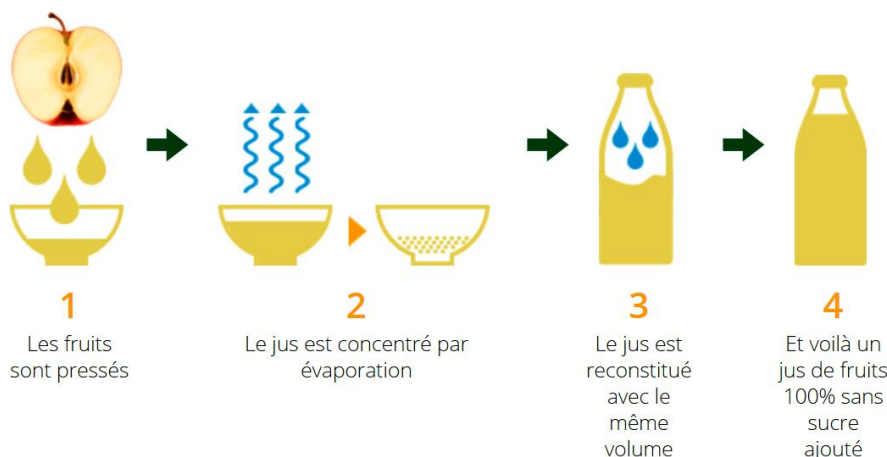 1
Les fruits
sont pressés
2
Le jus est concentré par
évaporation
3
Le jus est
reconstitué
avec le
même
volume
4
Et voilà un
jus de fruits
100% sans
sucre
ajouté